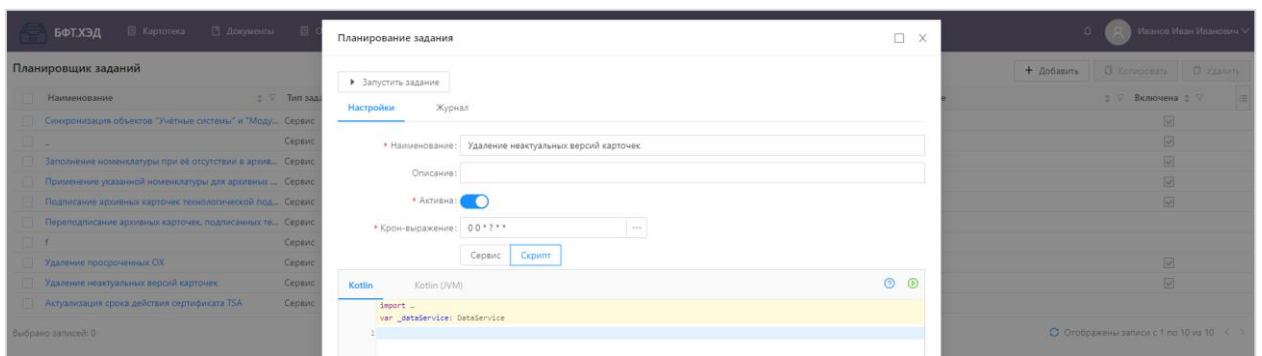 БФТ.ХЭД Картотека Документы Иванов Иван Иванович
Планировщик заданий
Добавить Копировать Удалить
Наименование Тип зада Включена
Синхронизация объектов "Учетные системы" и "Моду... Сервис
_ Сервис
Заполнение номенклатуры при её отсутствии в архив... Сервис
Применение указанной номенклатуры для архивных ... Сервис
Подписание архивных карточек технологической под... Сервис
Переподписание архивных карточек, подписанных те... Сервис
f Сервис
Удаление просроченных ОХ Сервис
Удаление неактуальных версий карточек Сервис
Актуализация срока действия сертификата TSA Сервис
Выбрано записей: 0
Отображены записи с 1 по 10 из 10
Планирование задания
Запустить задание
Настройки Журнал
* Наименование: Удаление неактуальных версий карточек
Описание:
* Активна:
* Крон-выражение: 0 0 * ? * * ...
Сервис Скрипт
Kotlin Kotlin (JVM)
import …
var _dataService: DataService
1